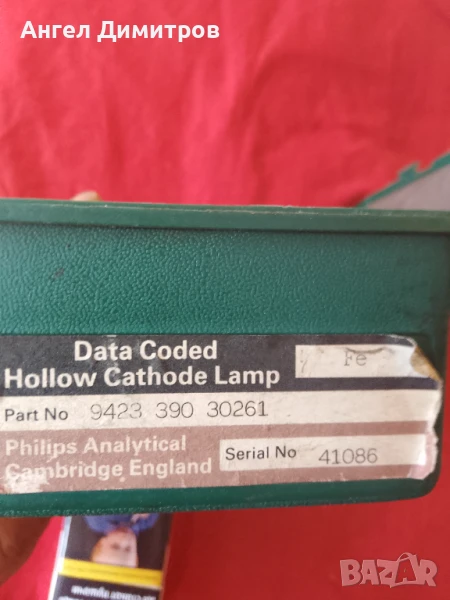 Ангел Димитров
Data Coded
Hollow Cathode Lamp
Fe
Part No 9423 390 30261
Philips Analytical
Cambridge England
Serial No 41086
BAZAR